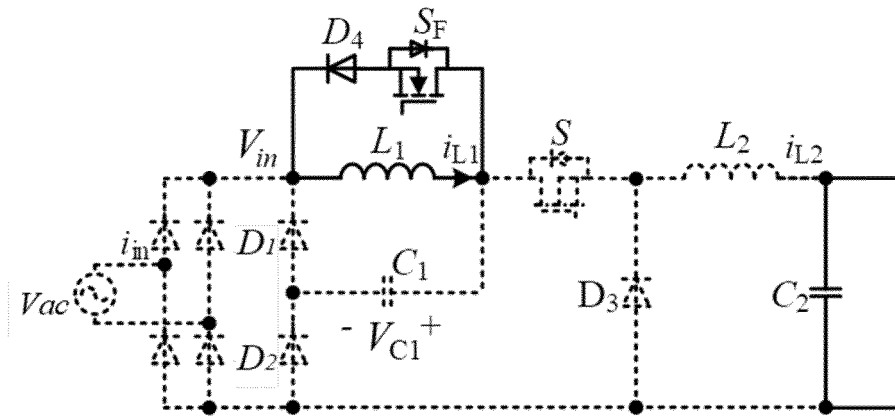 D4
SF
Vin
L1
iL1
S
L2
iL2
iin
D1
C1
D3
C2
Vac
- VC1 +
D2